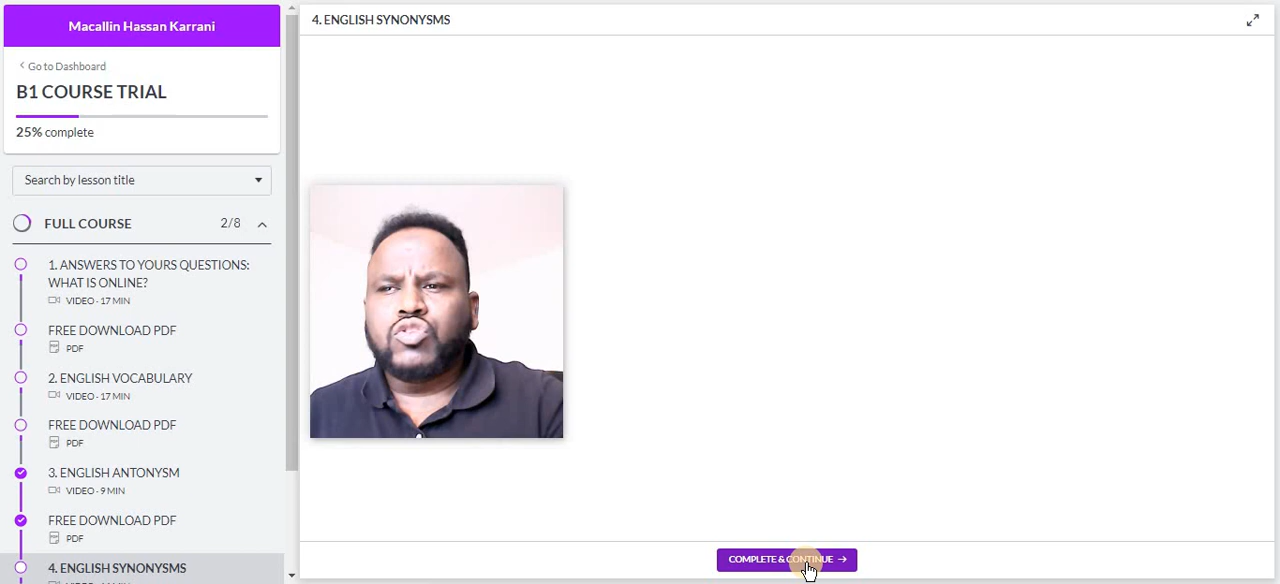 Macallin Hassan Karrani
Go to Dashboard
B1 COURSE TRIAL
25% complete
Search by lesson title
FULL COURSE 2/8
1. ANSWERS TO YOURS QUESTIONS:
WHAT IS ONLINE?
VIDEO · 17 MIN
FREE DOWNLOAD PDF
PDF
2. ENGLISH VOCABULARY
VIDEO · 17 MIN
FREE DOWNLOAD PDF
PDF
3. ENGLISH ANTONYSM
VIDEO · 9 MIN
FREE DOWNLOAD PDF
PDF
4. ENGLISH SYNONYSMS
4. ENGLISH SYNONYSMS
COMPLETE & CONTINUE →